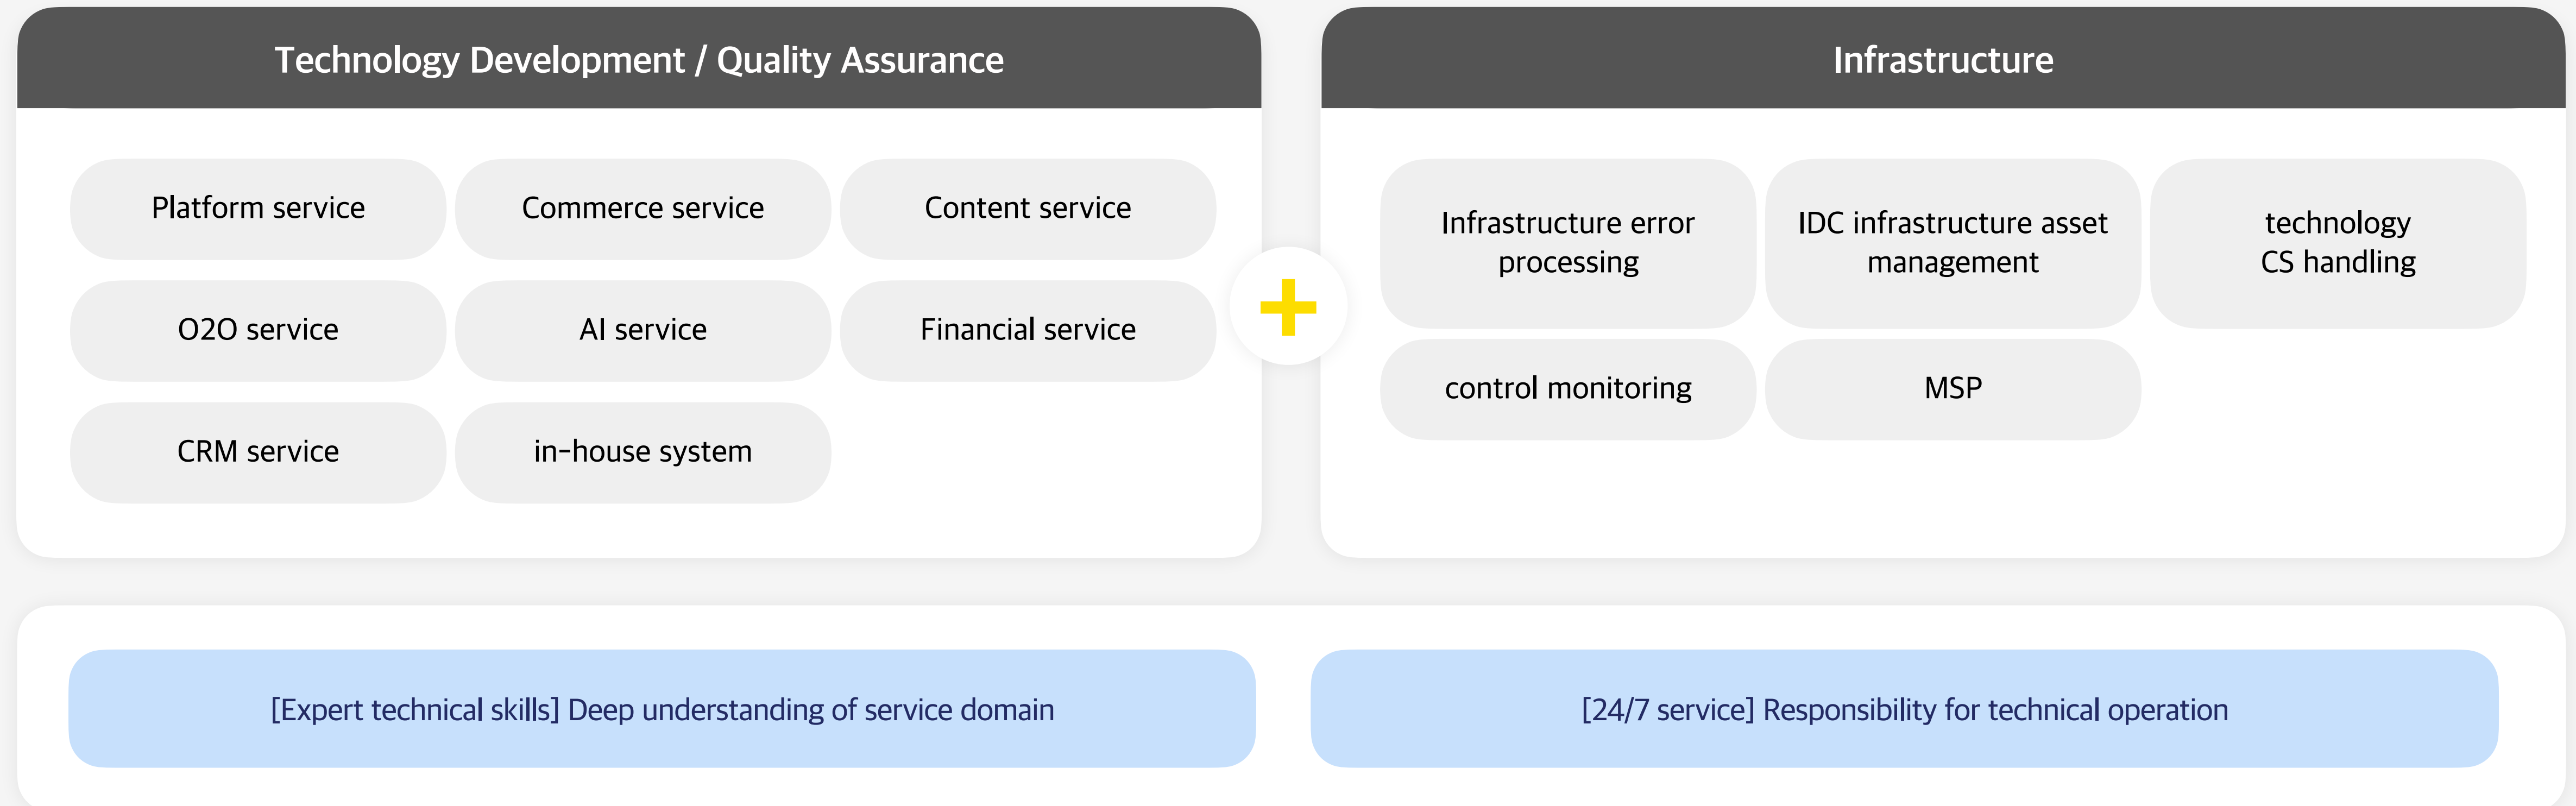 Technology Development / Quality Assurance
Platform service
Commerce service
Content service
O2O service
AI service
Financial service
CRM service
in-house system
Infrastructure
Infrastructure error
processing
IDC infrastructure asset
management
technology
CS handling
control monitoring
MSP
[Expert technical skills] Deep understanding of service domain
[24/7 service] Responsibility for technical operation